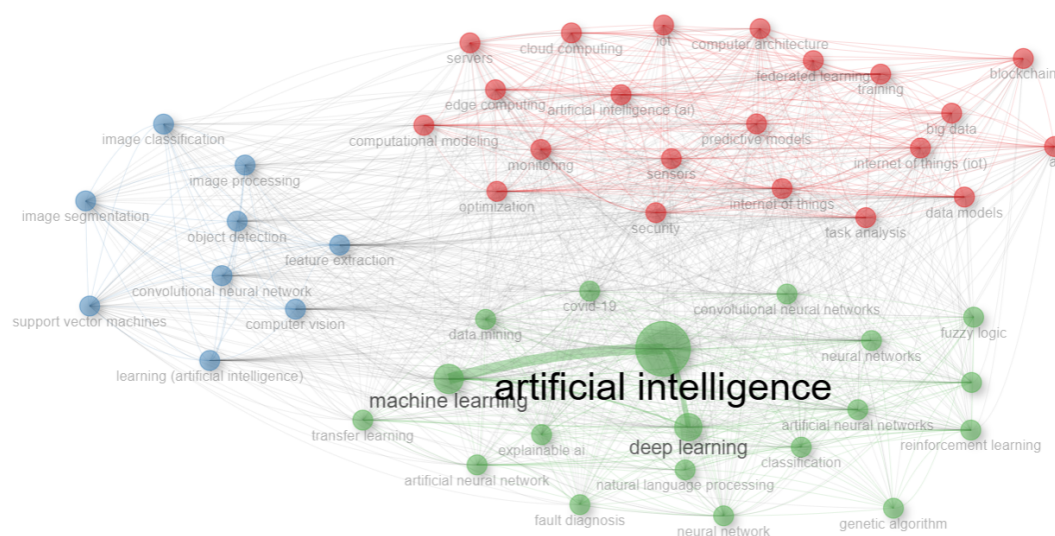 iot
cloud computing
computer architecture
servers
blockchain
federated learning
training
edge computing
artificial intelligence (ai)
big data
image classification
computational modeling
predictive models
monitoring
internet of things (iot)
sensors
a
image processing
optimization
internet of things
data models
image segmentation
security
task analysis
object detection
feature extraction
convolutional neural network
covid-19
convolutional neural networks
support vector machines
computer vision
data mining
fuzzy logic
neural networks
learning (artificial intelligence)
artificial intelligence
machine learning
artificial neural networks
transfer learning
deep learning
reinforcement learning
explainable ai
classification
artificial neural network
natural language processing
fault diagnosis
neural network
genetic algorithm